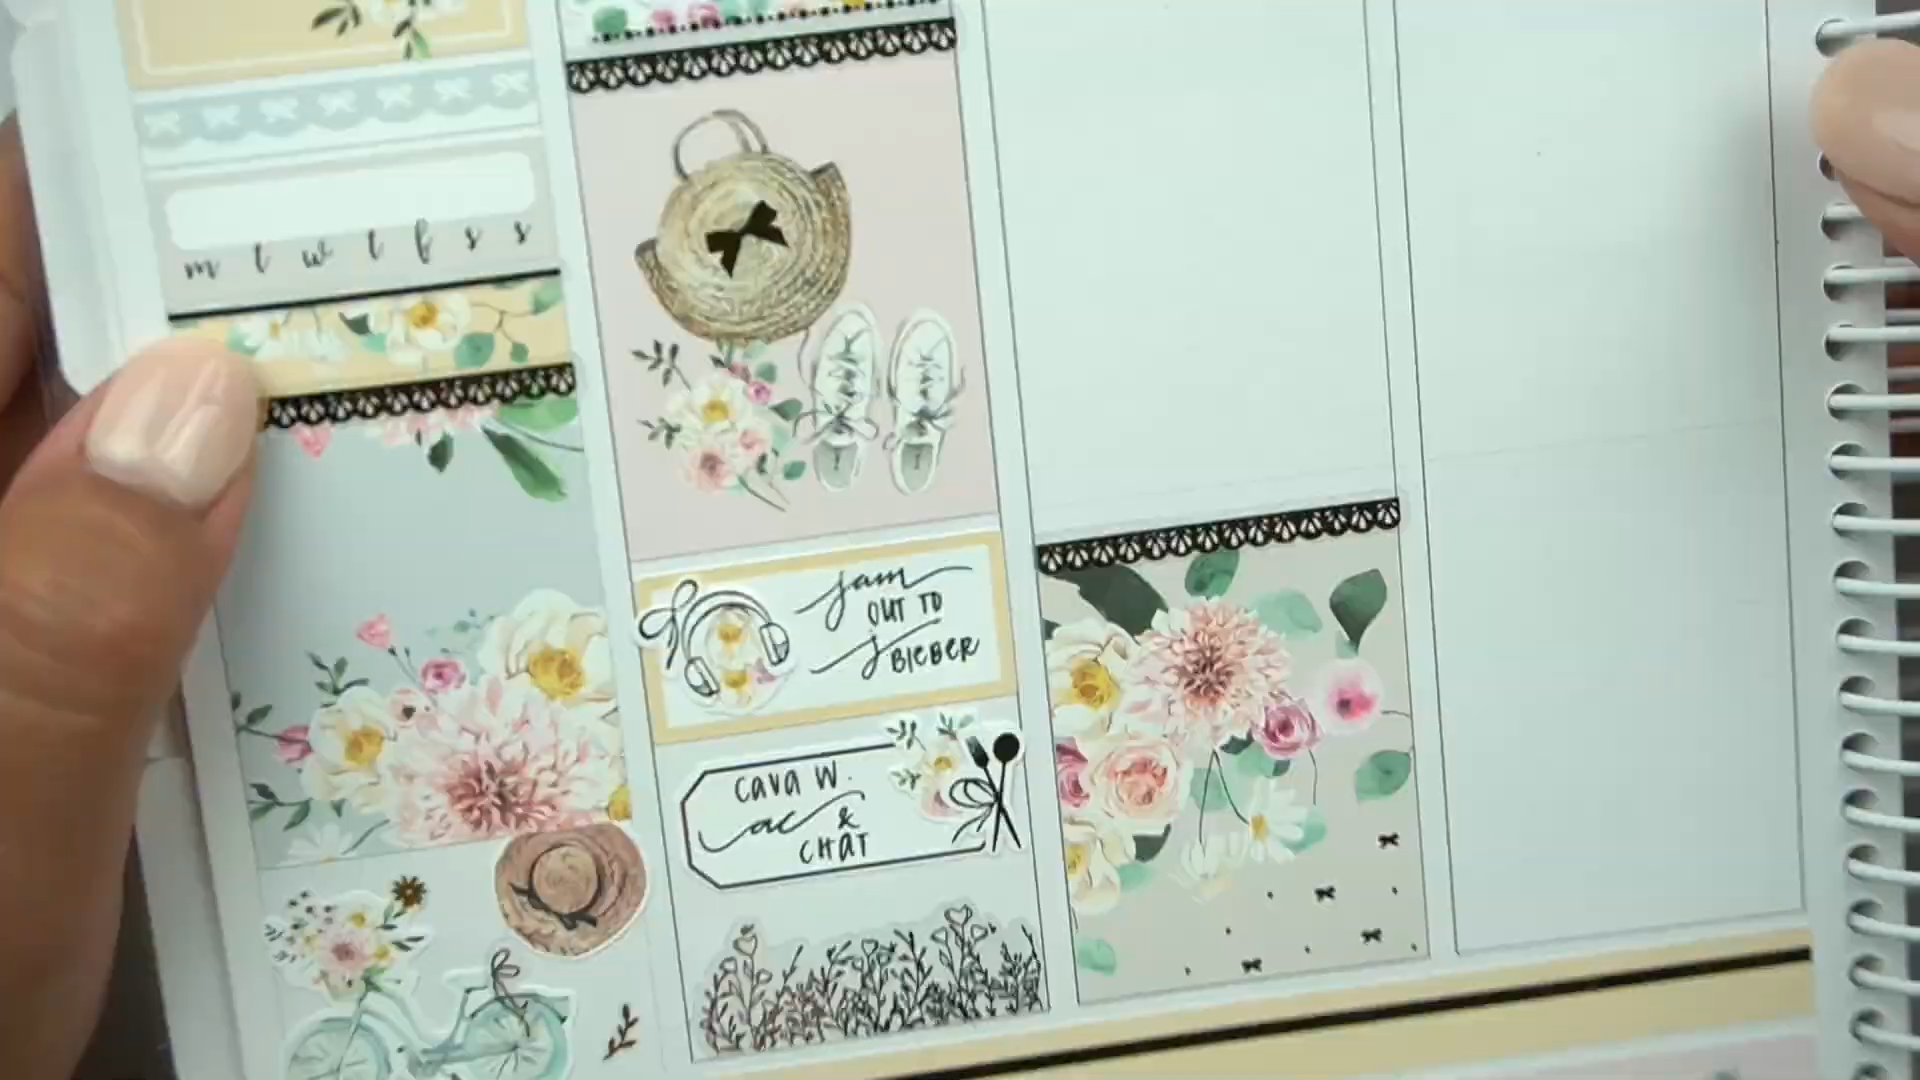 m t w t f s s
Jam
OUT TO
J BIEBER
CAVA W.
AC &
CHAT